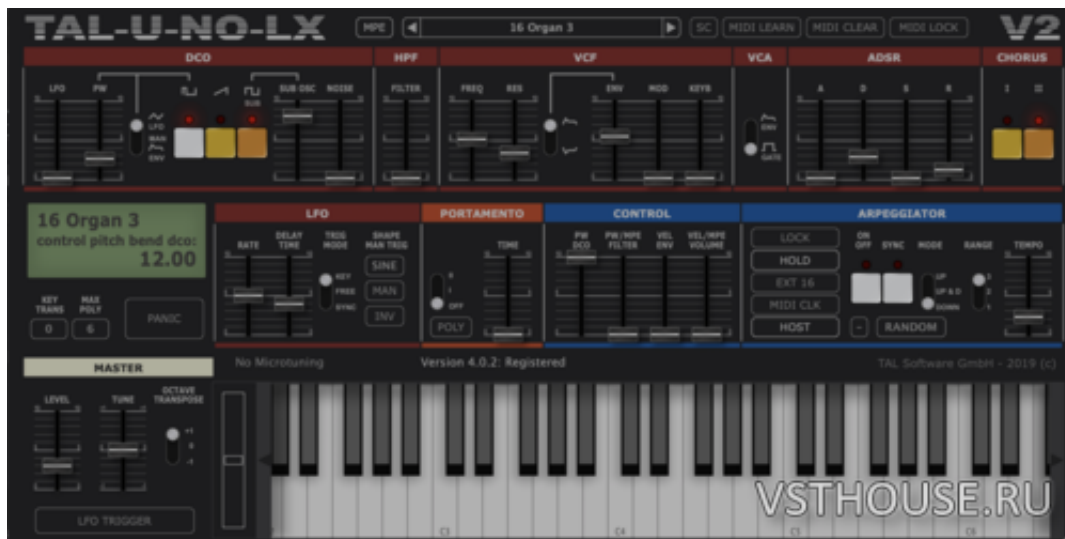 TAL-U-NO-LX MPE 16 Organ 3 SC MIDI LEARN MIDI CLEAR MIDI LOCK V2
DCO HPF VCF VCA ADSR CHORUS
LFO PW SUB OSC NOISE FILTER FREQ RES ENV MOD KEYB A D S R I II
SUB
LFO
MAN
ENV
ENV
GATE
16 Organ 3
control pitch bend dco:
12.00
LFO PORTAMENTO CONTROL ARPEGGIATOR
RATE DELAY TIME TRIG MODE SHAPE MAN TRIG TIME PW DCO PW/MPE FILTER VEL ENV VEL/MPE VOLUME LOCK ON OFF SYNC MODE RANGE TEMPO
SINE HOLD
KEY
FREE
SYNC
MAN EXT 16 UP
UP & D
DOWN
3
2
1
OFF MIDI CLK
INV POLY HOST - RANDOM
KEY TRANS MAX POLY
0 6 PANIC
MASTER No Microtuning Version 4.0.2: Registered TAL Software GmbH - 2019 (c)
LEVEL TUNE OCTAVE TRANSPOSE
+1
0
-1
LFO TRIGGER
C3 C4 C5 C6
VSTHOUSE.RU